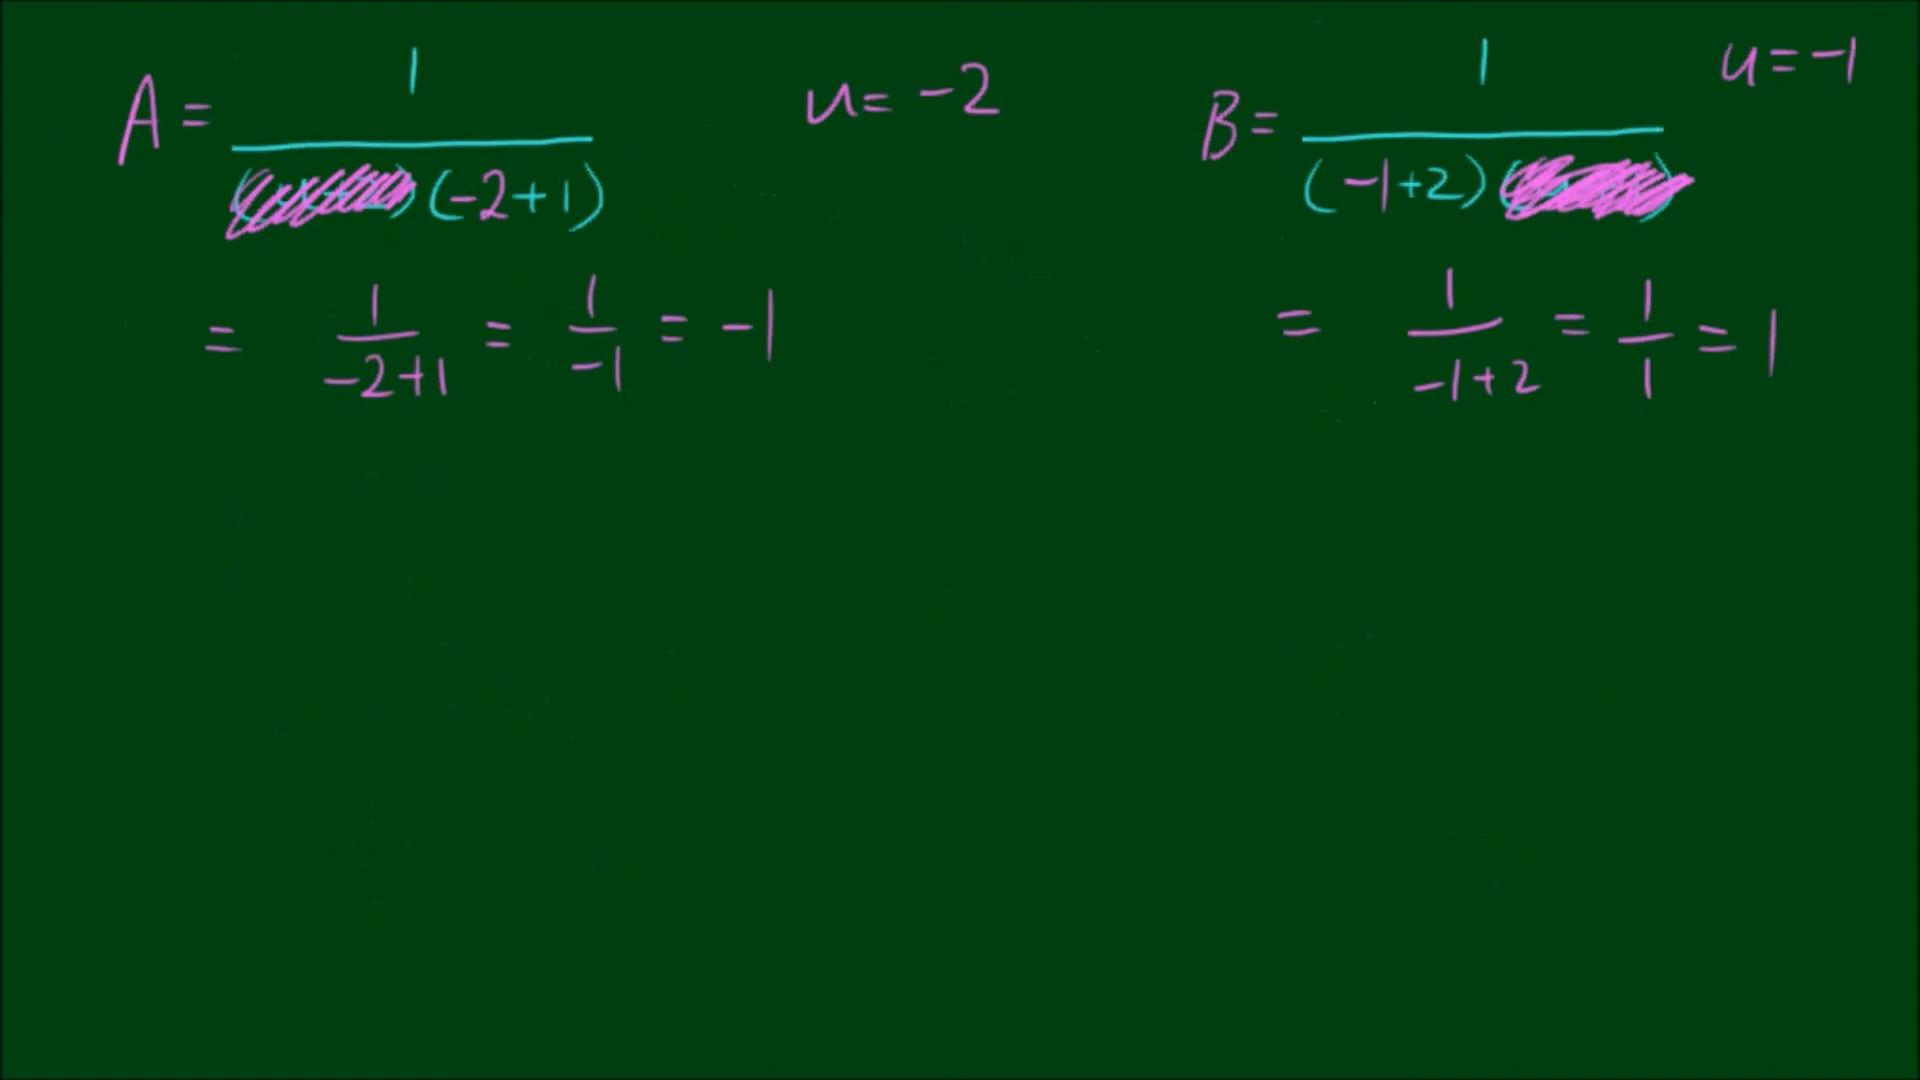 A = 1 / (-2+1) u = -2
= 1 / -2+1 = 1 / -1 = -1
B = 1 / (-1+2) u = -1
= 1 / -1+2 = 1 / 1 = 1